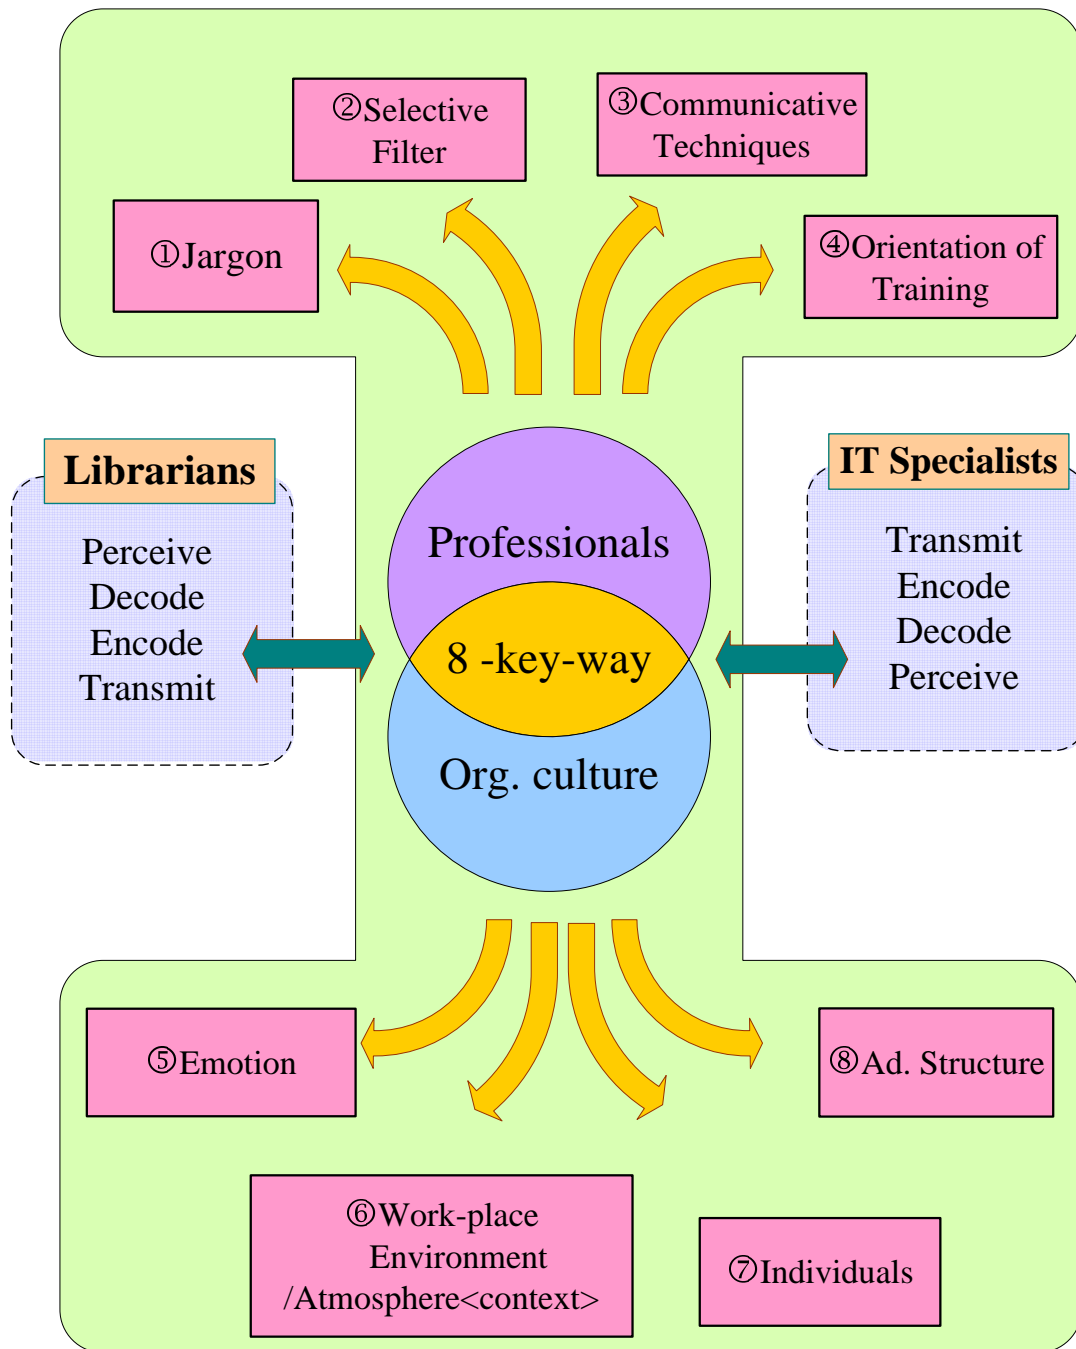 ②Selective
Filter
③Communicative
Techniques
①Jargon
④Orientation of
Training
Librarians
Perceive
Decode
Encode
Transmit
Professionals
8 -key-way
Org. culture
IT Specialists
Transmit
Encode
Decode
Perceive
⑤Emotion
⑧Ad. Structure
⑥Work-place
Environment
/Atmosphere<context>
⑦Individuals